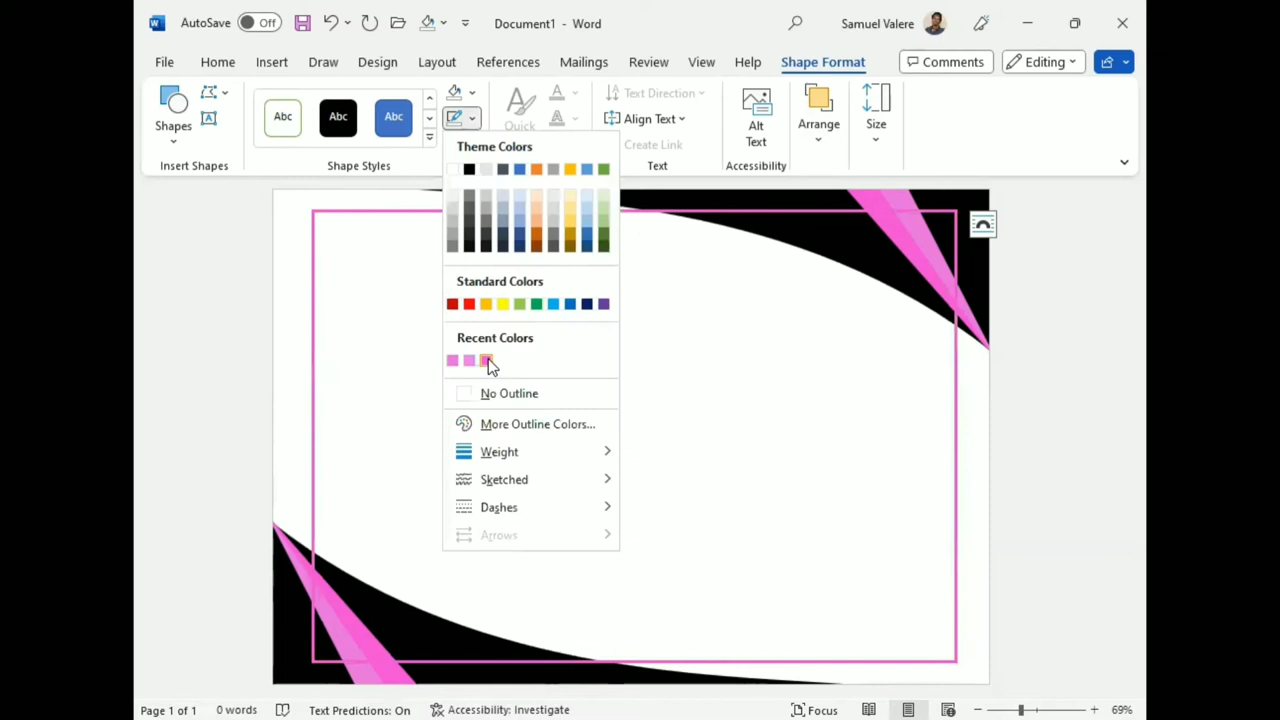 AutoSave Off Document1 - Word Samuel Valere
File Home Insert Draw Design Layout References Mailings Review View Help Shape Format Comments Editing
Shapes
Insert Shapes
Abc Abc Abc
Shape Styles
Quick
Text Direction
Align Text
Create Link
Text
Alt
Text
Accessibility
Arrange
Size
Theme Colors
Standard Colors
Recent Colors
No Outline
More Outline Colors...
Weight
Sketched
Dashes
Arrows
Page 1 of 1 0 words Text Predictions: On Accessibility: Investigate Focus 69%